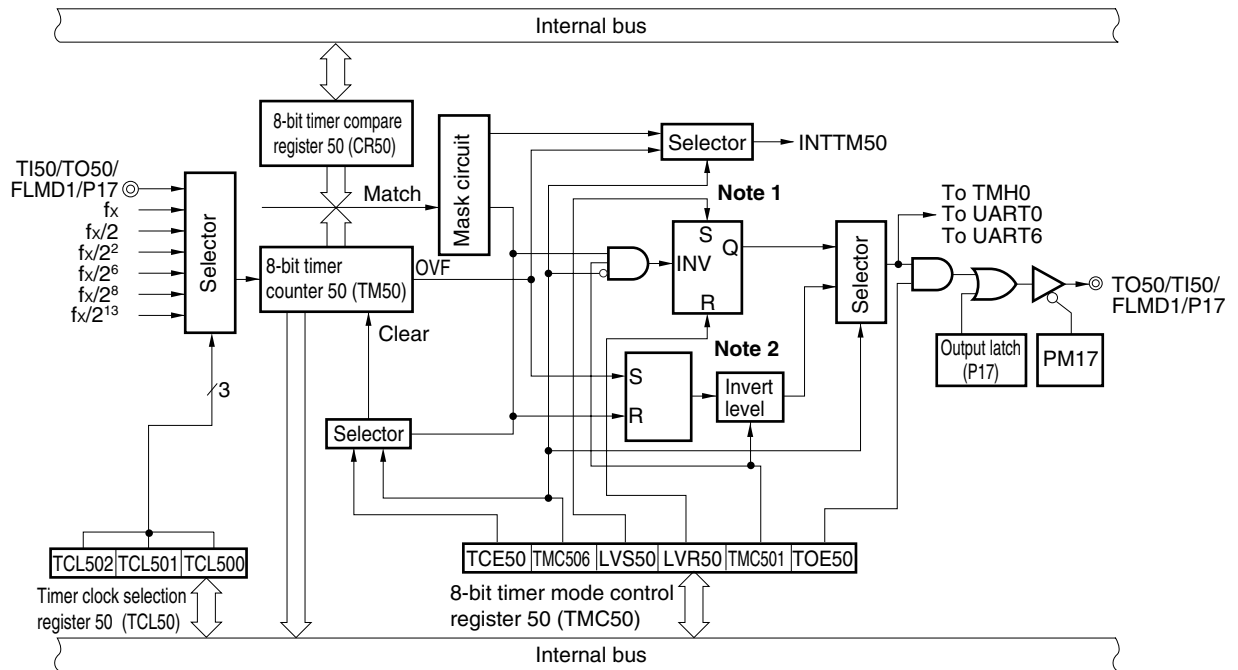 Internal bus
8-bit timer compare
register 50 (CR50)
TI50/TO50/
FLMD1/P17
fx
fx/2
fx/2²
fx/2⁶
fx/2⁸
fx/2¹³
Selector
Match
Mask circuit
Selector
INTTM50
Note 1
8-bit timer
counter 50 (TM50)
OVF
Clear
S
INV
Q
R
Selector
To TMH0
To UART0
To UART6
TO50/TI50/
FLMD1/P17
Note 2
Output latch
(P17)
PM17
S
R
Invert
level
3
Selector
TCL502
TCL501
TCL500
Timer clock selection
register 50 (TCL50)
TCE50
TMC506
LVS50
LVR50
TMC501
TOE50
8-bit timer mode control
register 50 (TMC50)
Internal bus